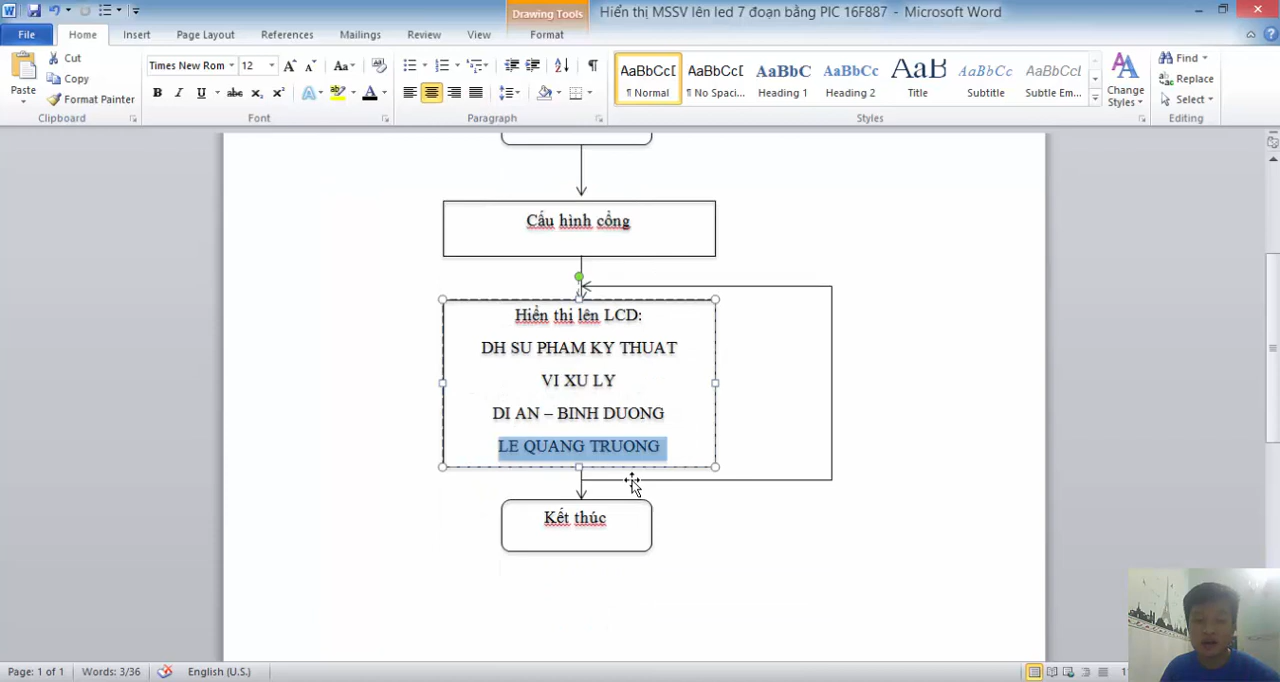 Drawing Tools
Hiển thị MSSV lên led 7 đoạn bằng PIC 16F887 - Microsoft Word
File Home Insert Page Layout References Mailings Review View Format
Paste
Cut
Copy
Format Painter
Clipboard
Times New Rom 12
Font
Paragraph
AaBbCcD AaBbCcD AaBbC AaBbCc AaB AaBbCc AaBbCcD
¶ Normal ¶ No Spaci... Heading 1 Heading 2 Title Subtitle Subtle Em...
Change Styles
Styles
Find
Replace
Select
Editing
Cấu hình cổng
Hiển thị lên LCD:
DH SU PHAM KY THUAT
VI XU LY
DI AN – BINH DUONG
LE QUANG TRUONG
Kết thúc
Page: 1 of 1 Words: 3/36 English (U.S.)